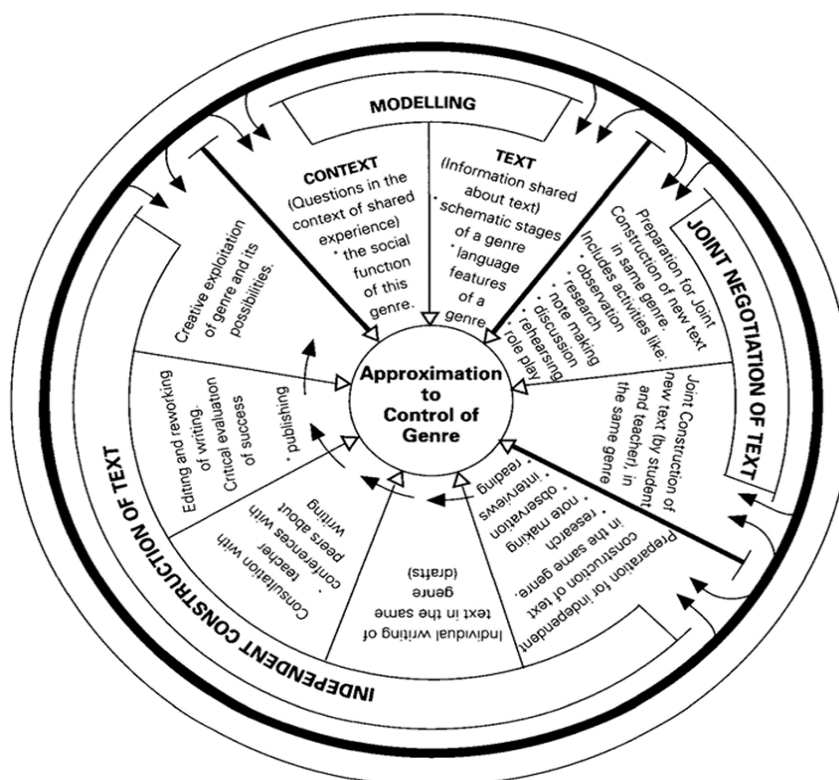 MODELLING
CONTEXT
(Questions in the
context of shared
experience)
* the social
function
of this
genre.
TEXT
(Information shared
about text)
* schematic stages
of a genre
* language
features
of a
genre
JOINT NEGOTIATION OF TEXT
Preparation for Joint
Construction of new text
in same genre.
Includes activities like:
* observation
* research
* note making
* discussion
* rehearsing
* role play
Joint Construction of
new text (by student
and teacher), in
the same genre
INDEPENDENT CONSTRUCTION OF TEXT
Preparation for independent
construction of text
in the same genre.
* research
* note making
* observation
* interviews
* reading
Individual writing of
text in the same
genre
(drafts)
Consultation with
teacher
* conferences with
peers about
writing
Editing and reworking
of writing.
Critical evaluation
of success
* publishing
Creative exploitation
of genre and its
possibilities.
Approximation
to
Control of
Genre